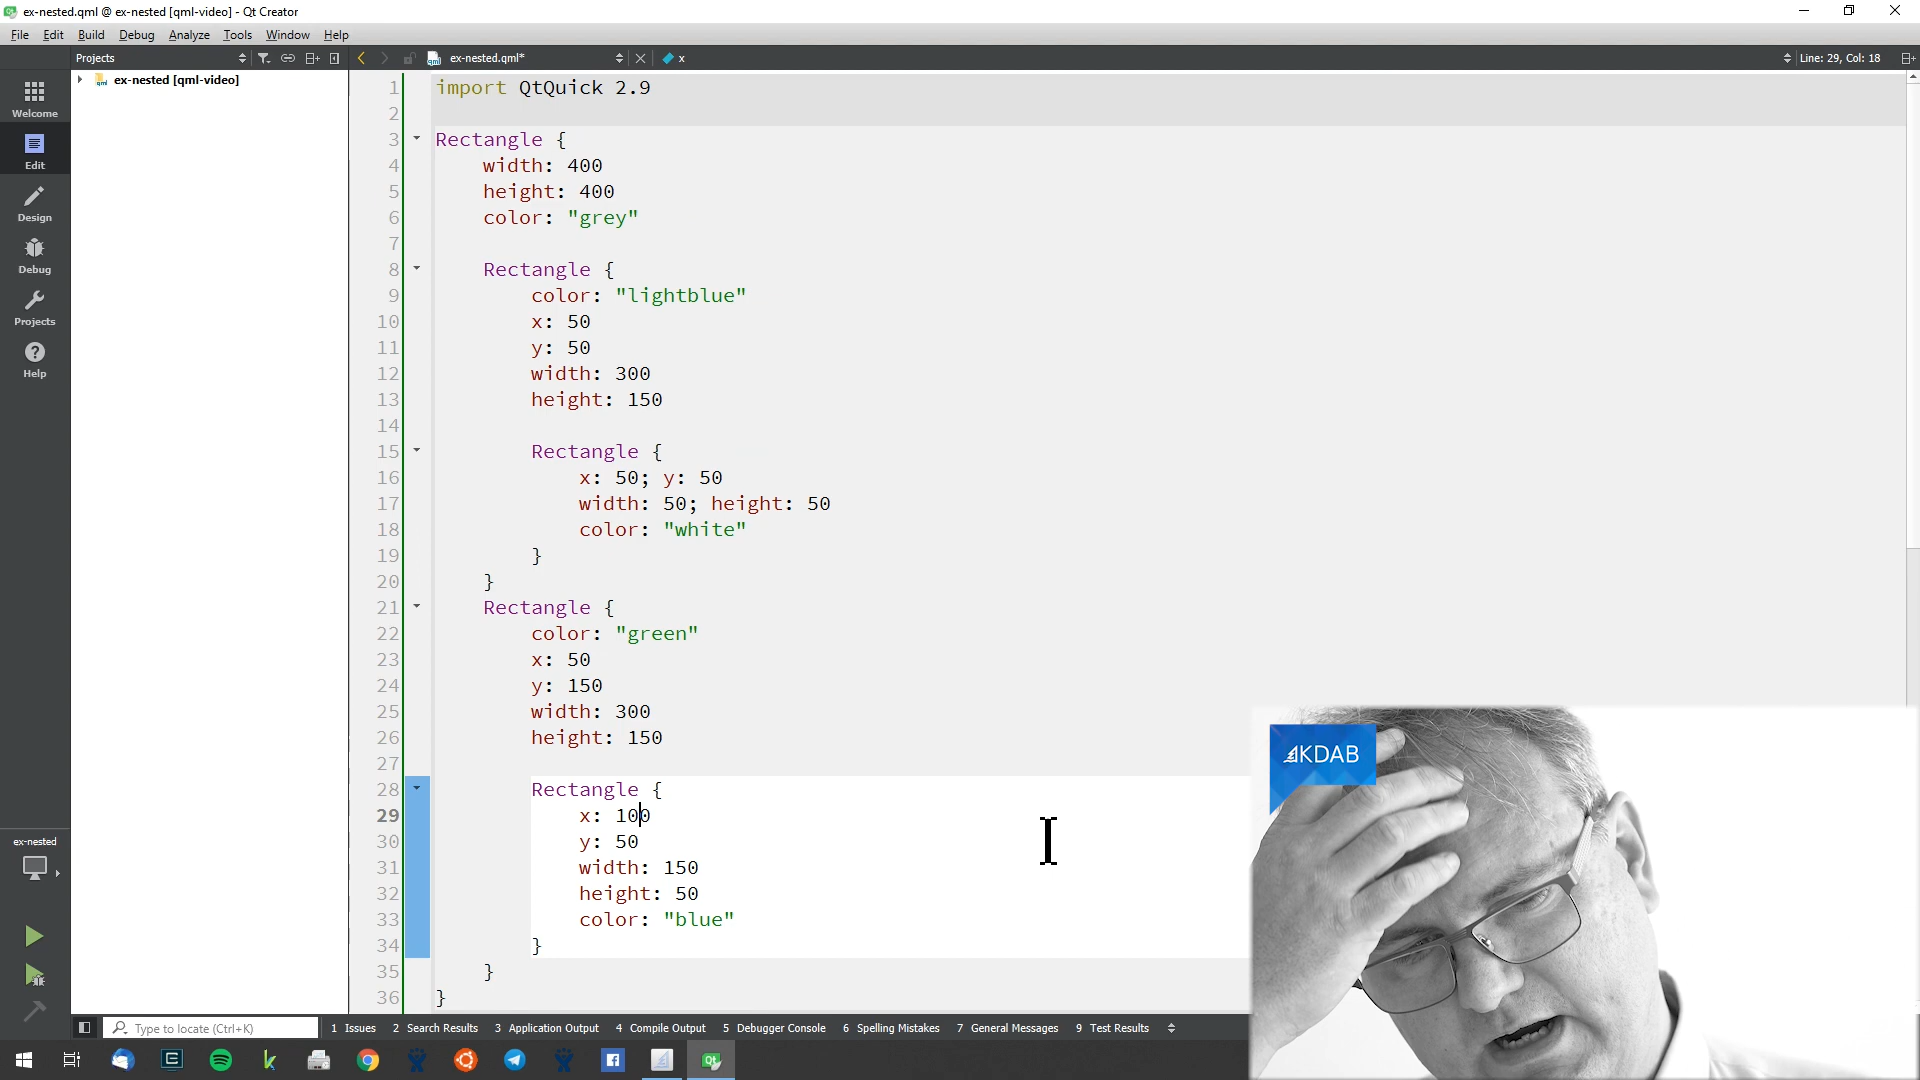 ex-nested.qml @ ex-nested [qml-video] - Qt Creator
File Edit Build Debug Analyze Tools Window Help
Projects ex-nested.qml* x Line: 29, Col: 18
ex-nested [qml-video]
Welcome
Edit
Design
Debug
Projects
Help
ex-nested
1 import QtQuick 2.9
2
3 Rectangle {
4 width: 400
5 height: 400
6 color: "grey"
7
8 Rectangle {
9 color: "lightblue"
10 x: 50
11 y: 50
12 width: 300
13 height: 150
14
15 Rectangle {
16 x: 50; y: 50
17 width: 50; height: 50
18 color: "white"
19 }
20 }
21 Rectangle {
22 color: "green"
23 x: 50
24 y: 150
25 width: 300
26 height: 150
27
28 Rectangle {
29 x: 100
30 y: 50
31 width: 150
32 height: 50
33 color: "blue"
34 }
35 }
36 }
KDAB
Type to locate (Ctrl+K) 1 Issues 2 Search Results 3 Application Output 4 Compile Output 5 Debugger Console 6 Spelling Mistakes 7 General Messages 9 Test Results